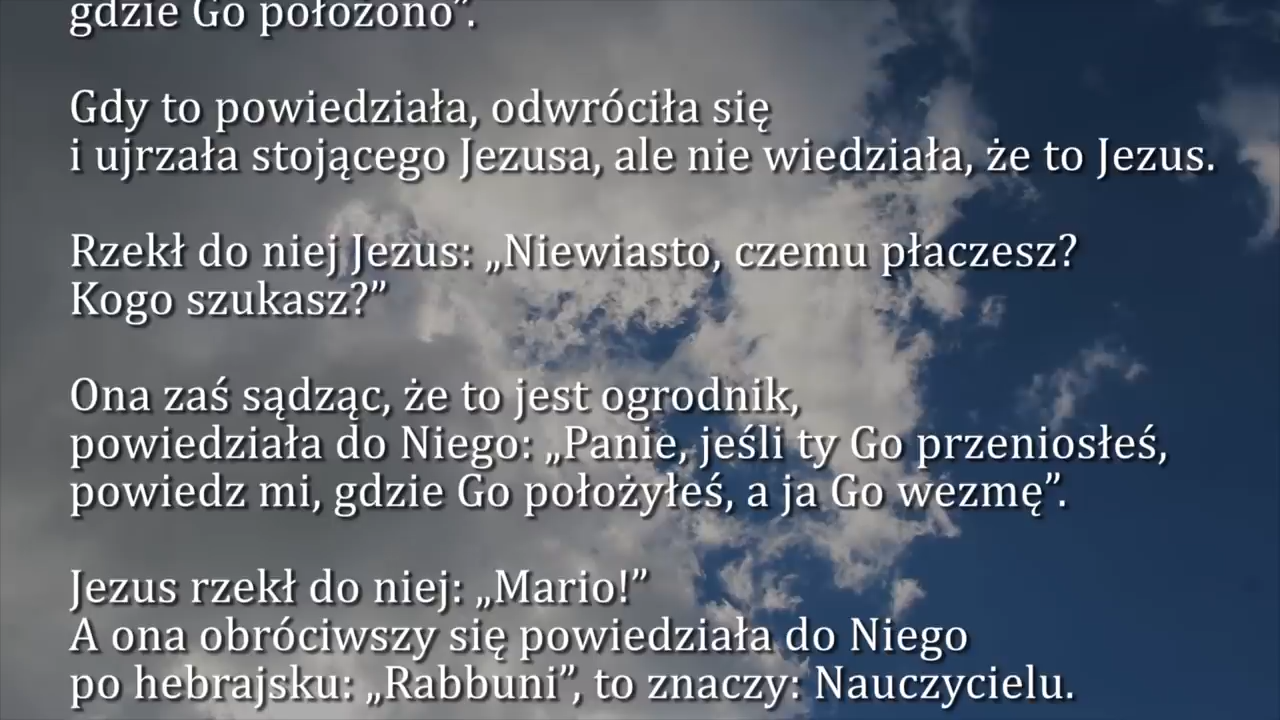 gdzie Go położono”.
Gdy to powiedziała, odwróciła się
i ujrzała stojącego Jezusa, ale nie wiedziała, że to Jezus.
Rzekł do niej Jezus: „Niewiasto, czemu płaczesz?
Kogo szukasz?”
Ona zaś sądząc, że to jest ogrodnik,
powiedziała do Niego: „Panie, jeśli ty Go przeniosłeś,
powiedz mi, gdzie Go położyłeś, a ja Go wezmę”.
Jezus rzekł do niej: „Mario!”
A ona obróciwszy się powiedziała do Niego
po hebrajsku: „Rabbuni”, to znaczy: Nauczycielu.